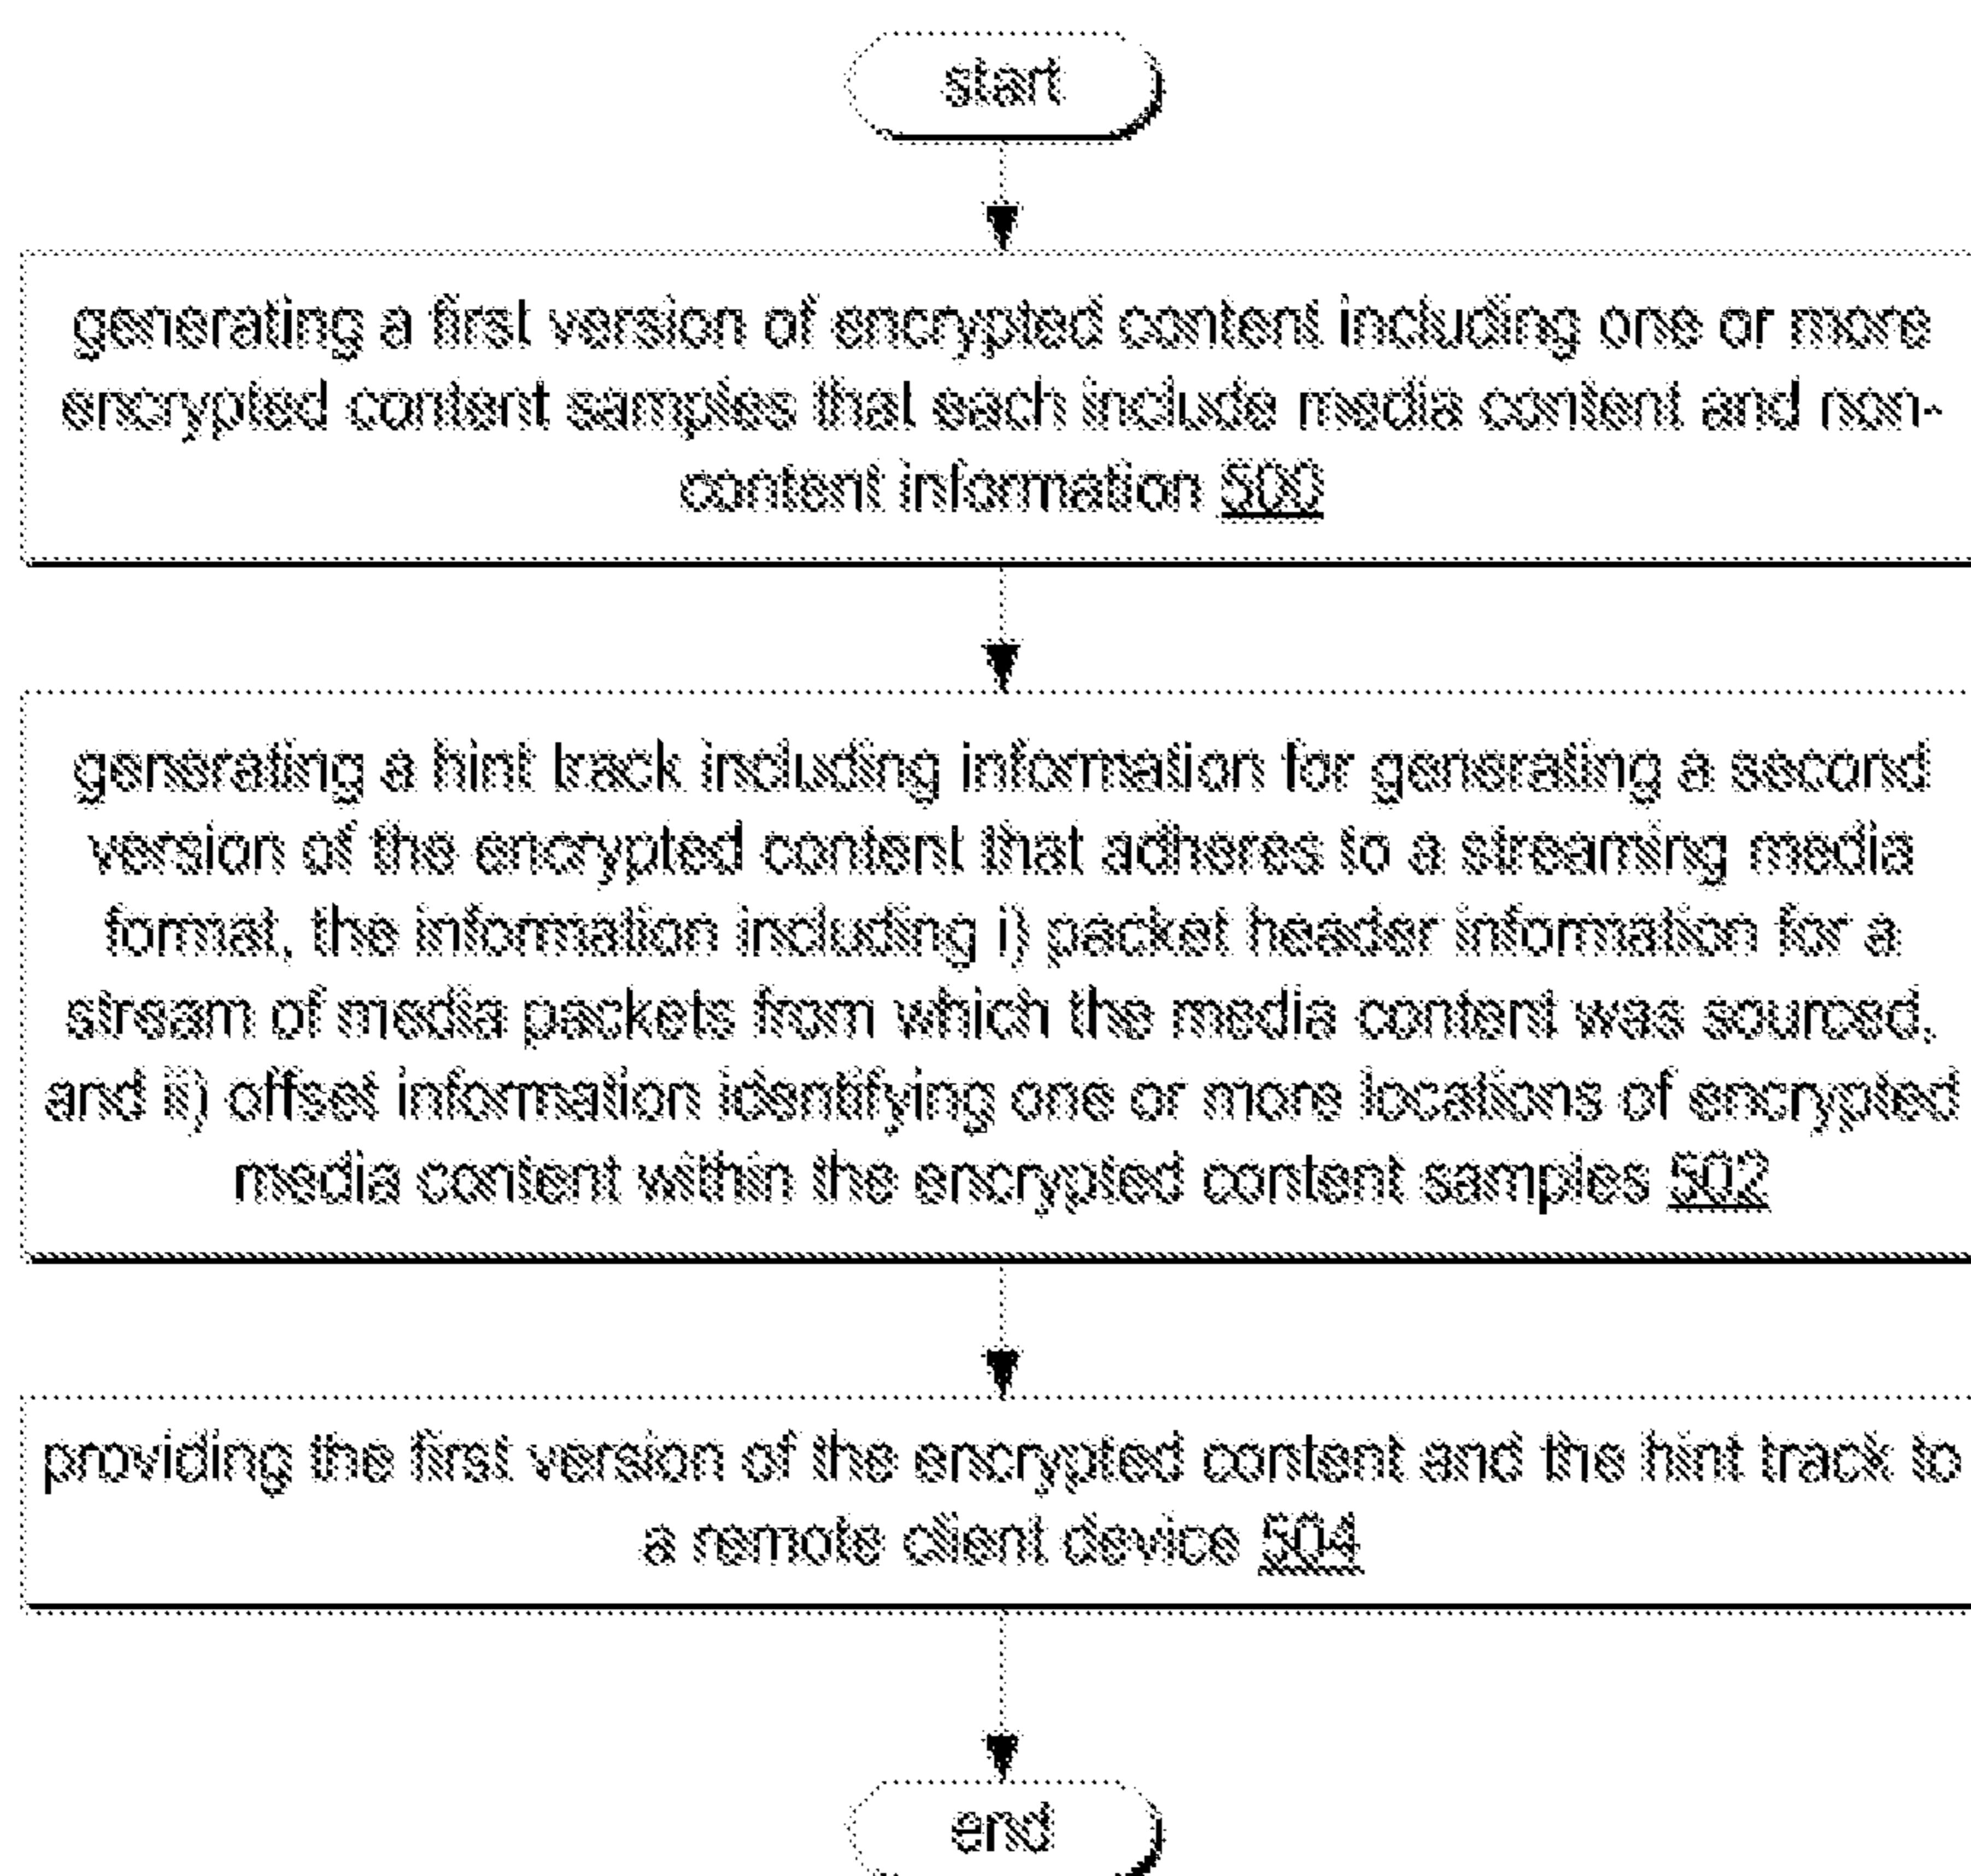 start
generating a first version of encrypted content including one or more
encrypted content samples that each include media content and non-
content information 500
generating a hint track including information for generating a second
version of the encrypted content that adheres to a streaming media
format, the information including i) packet header information for a
stream of media packets from which the media content was sourced,
and ii) offset information identifying one or more locations of encrypted
media content within the encrypted content samples 502
providing the first version of the encrypted content and the hint track to
a remote client device 504
end